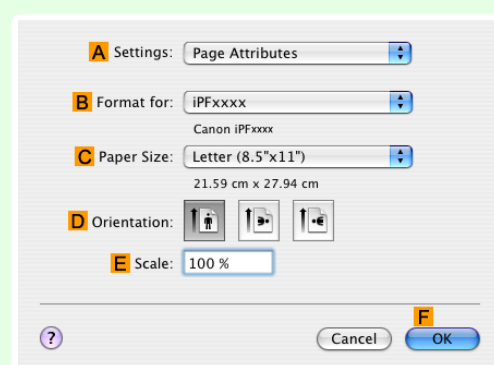 A Settings: Page Attributes
B Format for: iPFxxxx
Canon iPFxxxx
C Paper Size: Letter (8.5"x11")
21.59 cm x 27.94 cm
D Orientation:
E Scale: 100 %
F
? Cancel OK